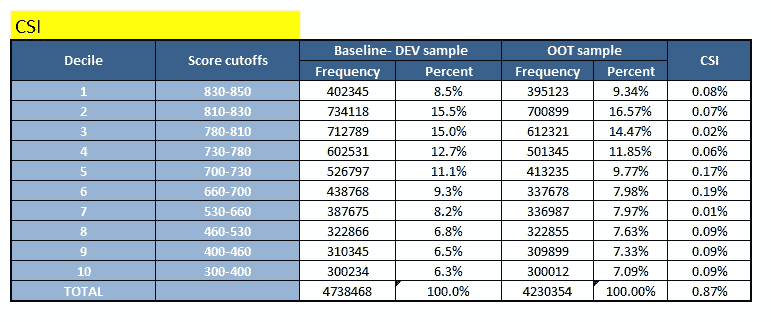 CSI
Decile Score cutoffs Baseline- DEV sample OOT sample CSI
Frequency Percent Frequency Percent
1 830-850 402345 8.5% 395123 9.34% 0.08%
2 810-830 734118 15.5% 700899 16.57% 0.07%
3 780-810 712789 15.0% 612321 14.47% 0.02%
4 730-780 602531 12.7% 501345 11.85% 0.06%
5 700-730 526797 11.1% 413235 9.77% 0.17%
6 660-700 438768 9.3% 337678 7.98% 0.19%
7 530-660 387675 8.2% 336987 7.97% 0.01%
8 460-530 322866 6.8% 322855 7.63% 0.09%
9 400-460 310345 6.5% 309899 7.33% 0.09%
10 300-400 300234 6.3% 300012 7.09% 0.09%
TOTAL 4738468 100.0% 4230354 100.00% 0.87%